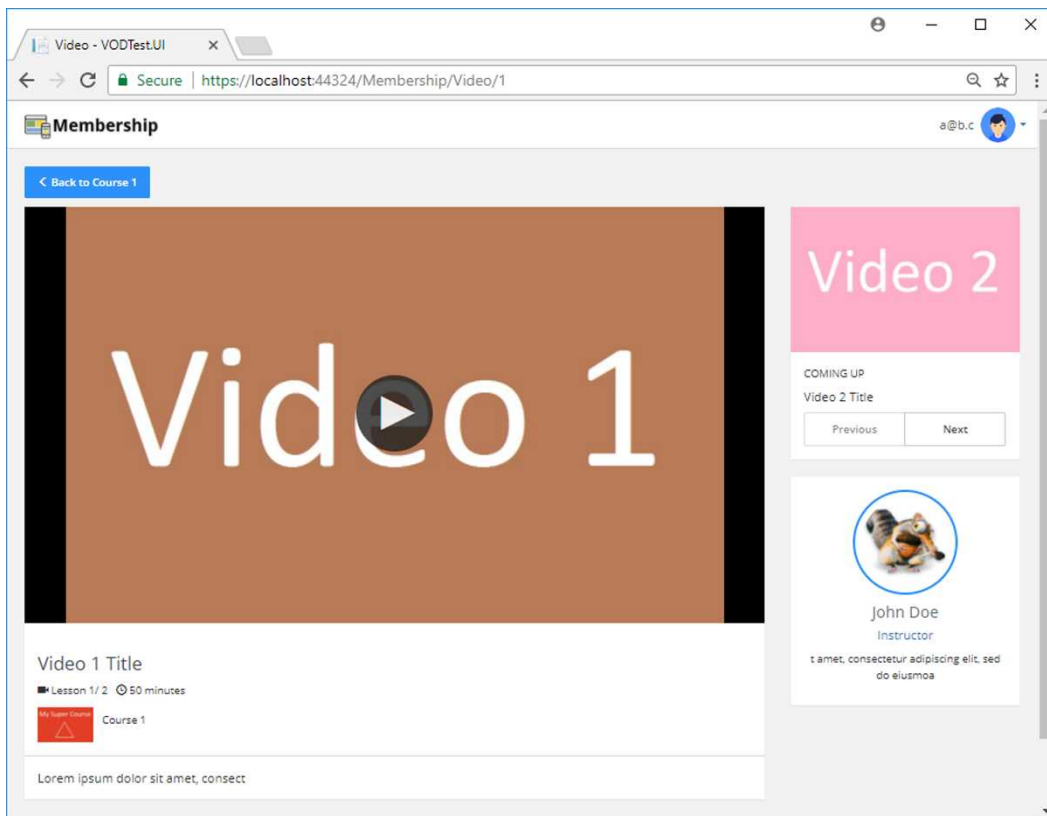 Video - VODTest.UI
Secure | https://localhost:44324/Membership/Video/1
Membership
a@b.c
Back to Course 1
Video 1
Video 1 Title
Lesson 1/ 2 50 minutes
My Super Course
Course 1
Lorem ipsum dolor sit amet, consect
Video 2
COMING UP
Video 2 Title
Previous Next
John Doe
Instructor
t amet, consectetur adipiscing elit, sed
do eiusmoa